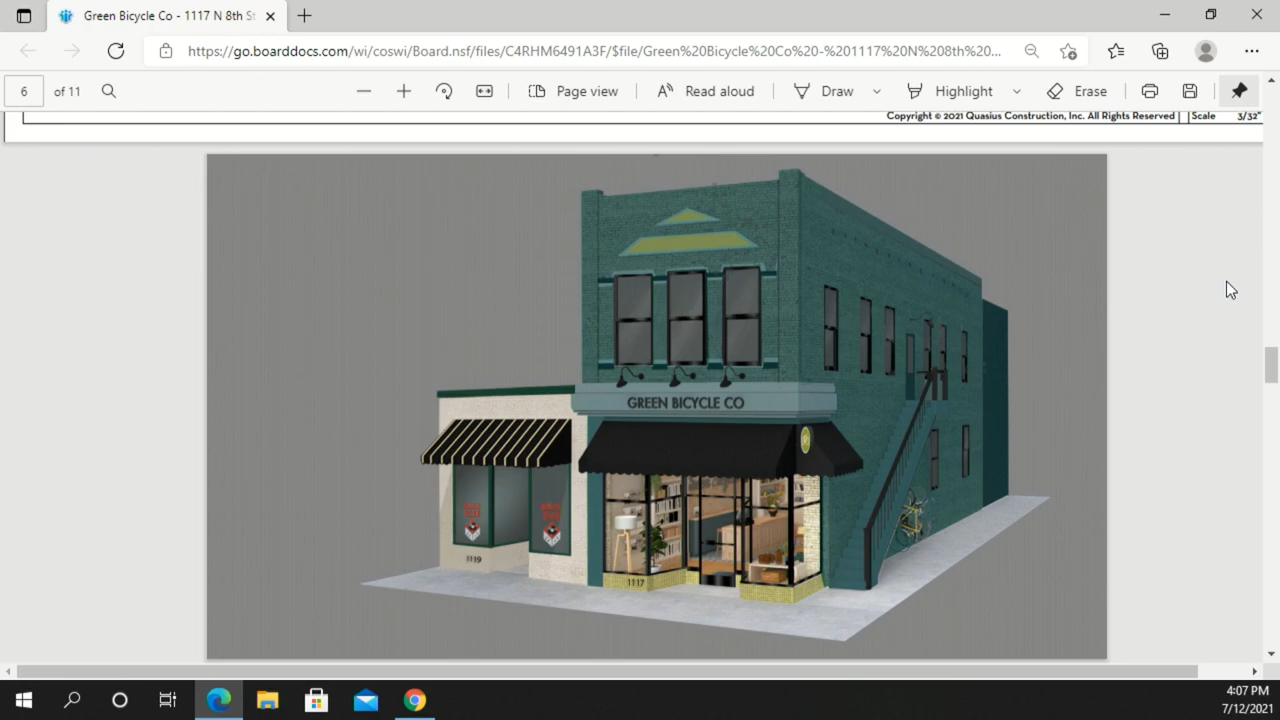 Green Bicycle Co - 1117 N 8th St
https://go.boarddocs.com/wi/coswi/Board.nsf/files/C4RHM6491A3F/$file/Green%20Bicycle%20Co%20-%201117%20N%208th%20...
6 of 11
Page view
Read aloud
Draw
Highlight
Erase
Copyright © 2021 Quasius Construction, Inc. All Rights Reserved
Scale 3/32"
GREEN BICYCLE CO
1119
1117
4:07 PM
7/12/2021